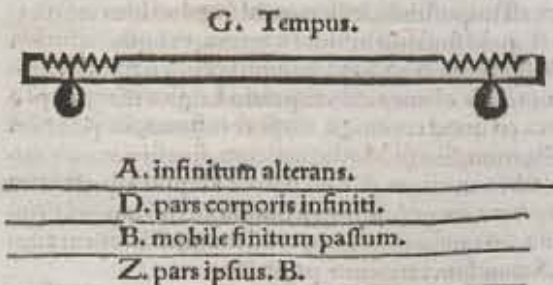 G. Tempus.
A. infinitum alterans.
D. pars corporis infiniti.
B. mobile finitum paſſum.
Z. pars ipſius. B.